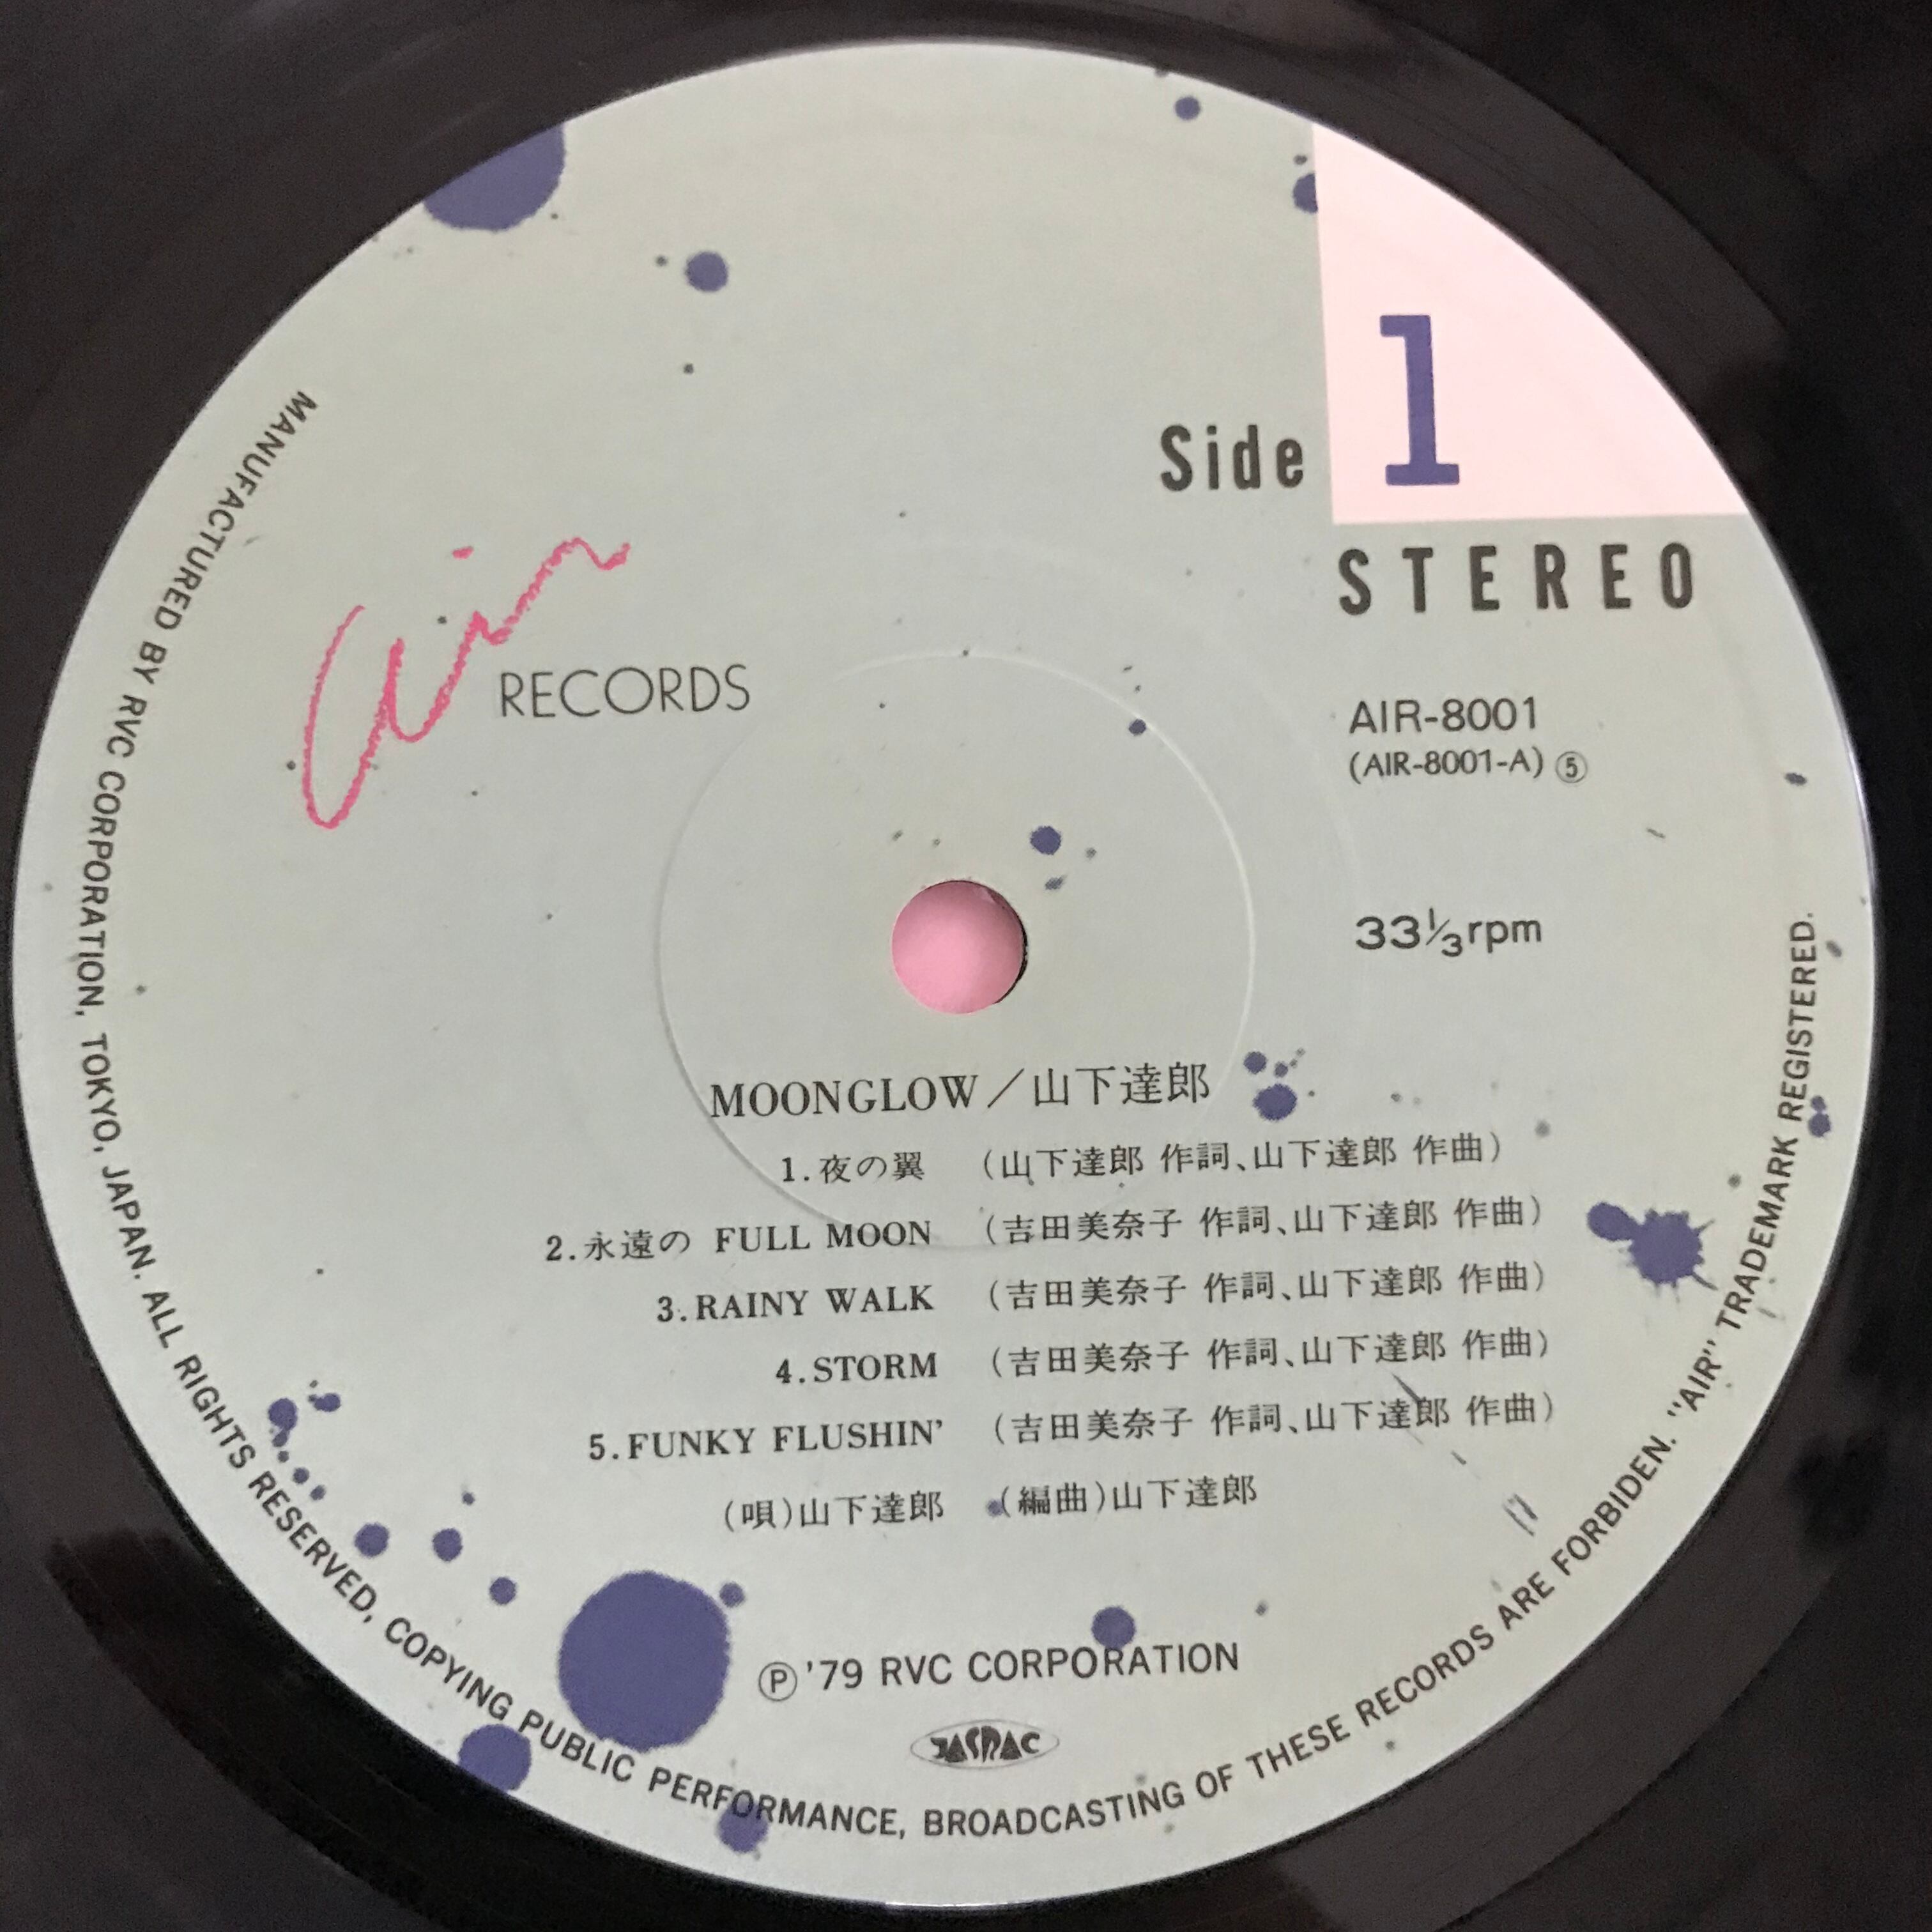 Side 1
STEREO
air
RECORDS
AIR-8001
(AIR-8001-A) ⑤
33⅓rpm
MOONGLOW／山下達郎
1.夜の翼 (山下達郎 作詞、山下達郎 作曲)
2.永遠の FULL MOON (吉田美奈子 作詞、山下達郎 作曲)
3.RAINY WALK (吉田美奈子 作詞、山下達郎 作曲)
4.STORM (吉田美奈子 作詞、山下達郎 作曲)
5.FUNKY FLUSHIN' (吉田美奈子 作詞、山下達郎 作曲)
(唄)山下達郎 (編曲)山下達郎
Ⓟ'79 RVC CORPORATION
JASRAC
MANUFACTURED BY RVC CORPORATION, TOKYO, JAPAN. ALL RIGHTS RESERVED, COPYING PUBLIC PERFORMANCE, BROADCASTING OF THESE RECORDS ARE FORBIDEN. "AIR" TRADEMARK REGISTERED.